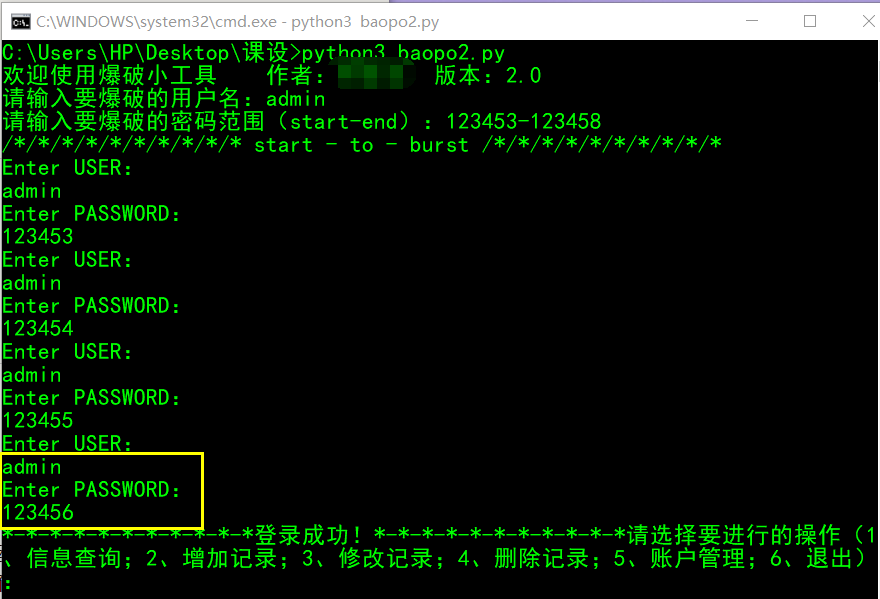 C:\WINDOWS\system32\cmd.exe - python3 baopo2.py
C:\Users\HP\Desktop\课设>python3 baopo2.py
欢迎使用爆破小工具 作者： 版本：2.0
请输入要爆破的用户名：admin
请输入要爆破的密码范围（start-end）：123453-123458
/*/*/*/*/*/*/*/*/*/* start - to - burst /*/*/*/*/*/*/*/*/*/*
Enter USER:
admin
Enter PASSWORD:
123453
Enter USER:
admin
Enter PASSWORD:
123454
Enter USER:
admin
Enter PASSWORD:
123455
Enter USER:
admin
Enter PASSWORD:
123456
*-*-*-*-*-*-*-*-*-*-*登录成功！*-*-*-*-*-*-*-*-*-*-*请选择要进行的操作（1
、信息查询；2、增加记录；3、修改记录；4、删除记录；5、账户管理；6、退出）
：